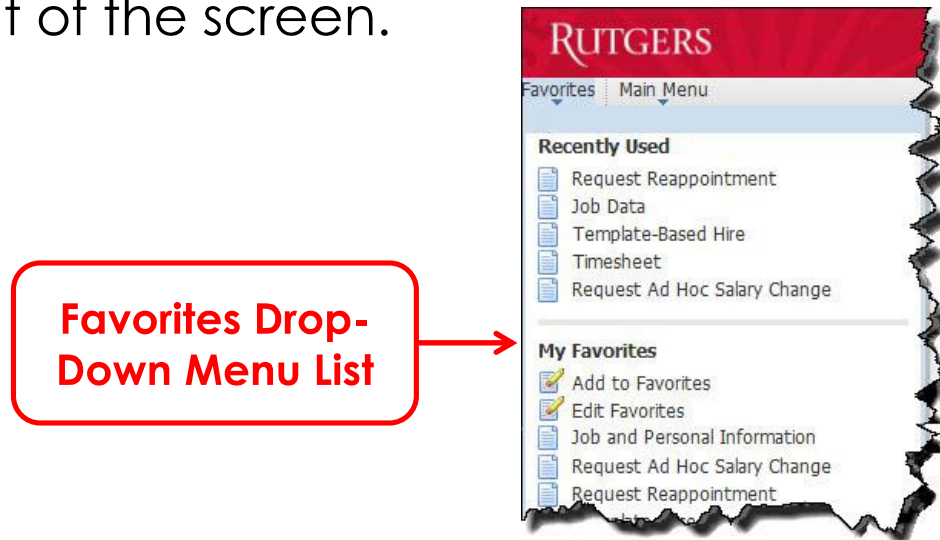 t of the screen.
RUTGERS
Favorites Main Menu
Recently Used
Request Reappointment
Job Data
Template-Based Hire
Timesheet
Request Ad Hoc Salary Change
Favorites Drop-
Down Menu List
My Favorites
Add to Favorites
Edit Favorites
Job and Personal Information
Request Ad Hoc Salary Change
Request Reappointment